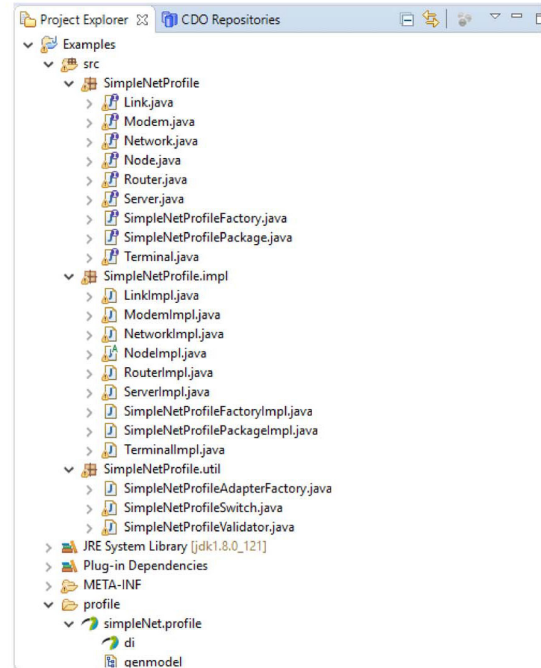 Project Explorer CDO Repositories
Examples
src
SimpleNetProfile
Link.java
Modem.java
Network.java
Node.java
Router.java
Server.java
SimpleNetProfileFactory.java
SimpleNetProfilePackage.java
Terminal.java
SimpleNetProfile.impl
LinkImpl.java
ModemImpl.java
NetworkImpl.java
NodeImpl.java
RouterImpl.java
ServerImpl.java
SimpleNetProfileFactoryImpl.java
SimpleNetProfilePackageImpl.java
TerminalImpl.java
SimpleNetProfile.util
SimpleNetProfileAdapterFactory.java
SimpleNetProfileSwitch.java
SimpleNetProfileValidator.java
JRE System Library [jdk1.8.0_121]
Plug-in Dependencies
META-INF
profile
simpleNet.profile
di
genmodel